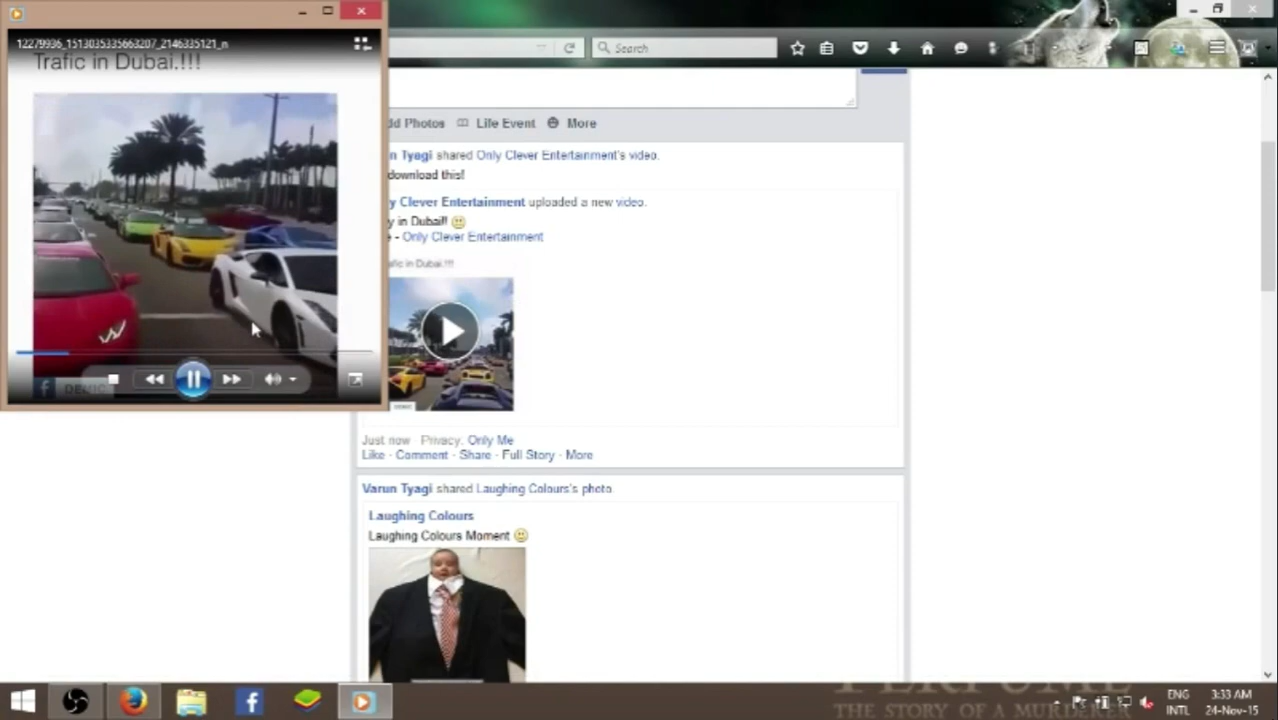 12279936_1513035335663207_2146335121_n
Trafic in Dubai.!!!
Search
Photos
Life Event
More
Tyagi shared Only Clever Entertainment's video.
download this!
Clever Entertainment uploaded a new video.
in Dubai!!
- Only Clever Entertainment
in Dubai.!!!
Just now Privacy: Only Me
Like · Comment · Share · Full Story · More
Varun Tyagi shared Laughing Colours's photo
Laughing Colours
Laughing Colours Moment
ENG
INTL
3:33 AM
24-Nov-15
THE STORY OF A MURDERER